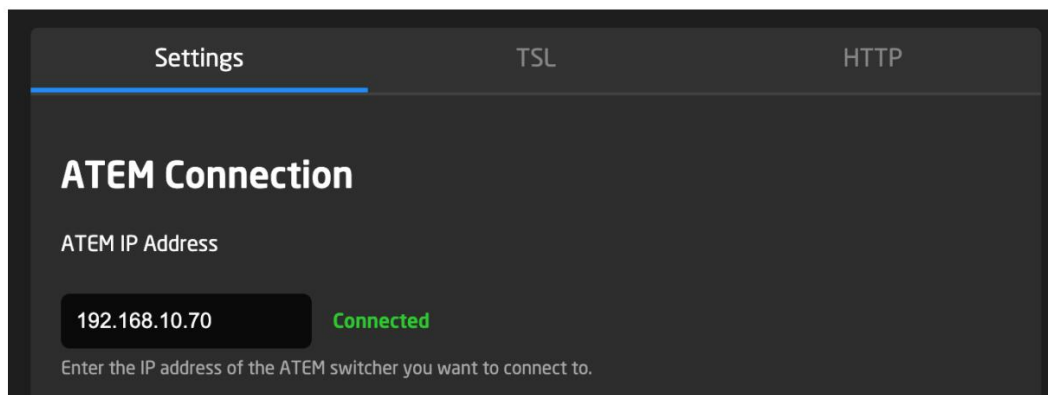 Settings TSL HTTP
ATEM Connection
ATEM IP Address
192.168.10.70 Connected
Enter the IP address of the ATEM switcher you want to connect to.